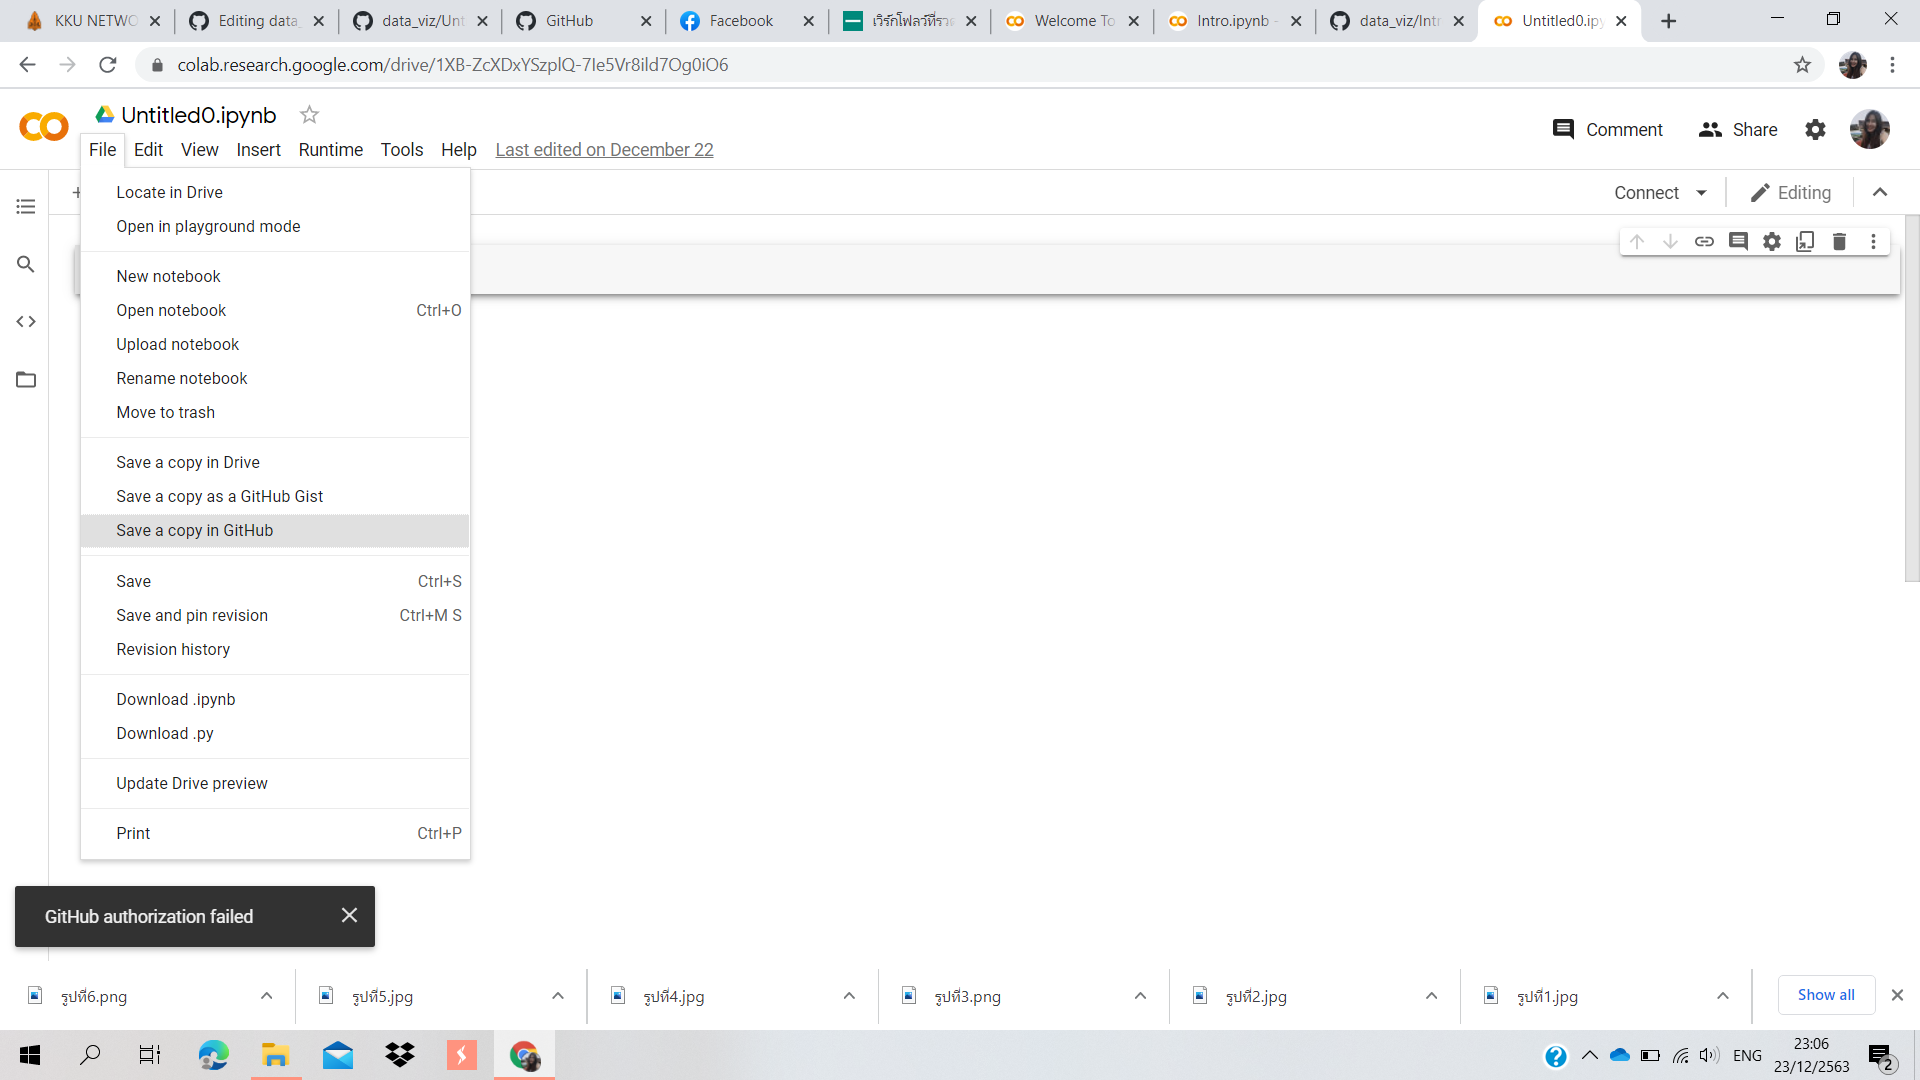 KKU NETWO
Editing data_
data_viz/Unt
GitHub
Facebook
เวิร์กโฟลว์ที่รวด
Welcome To
Intro.ipynb -
data_viz/Intr
Untitled0.ipy
colab.research.google.com/drive/1XB-ZcXDxYSzplQ-7Ie5Vr8ild7Og0iO6
Untitled0.ipynb
Comment
Share
File Edit View Insert Runtime Tools Help Last edited on December 22
Connect
Editing
Locate in Drive
Open in playground mode
New notebook
Open notebook Ctrl+O
Upload notebook
Rename notebook
Move to trash
Save a copy in Drive
Save a copy as a GitHub Gist
Save a copy in GitHub
Save Ctrl+S
Save and pin revision Ctrl+M S
Revision history
Download .ipynb
Download .py
Update Drive preview
Print Ctrl+P
GitHub authorization failed
รูปที่6.png
รูปที่5.jpg
รูปที่4.jpg
รูปที่3.png
รูปที่2.jpg
รูปที่1.jpg
Show all
ENG
23:06
23/12/2563
2